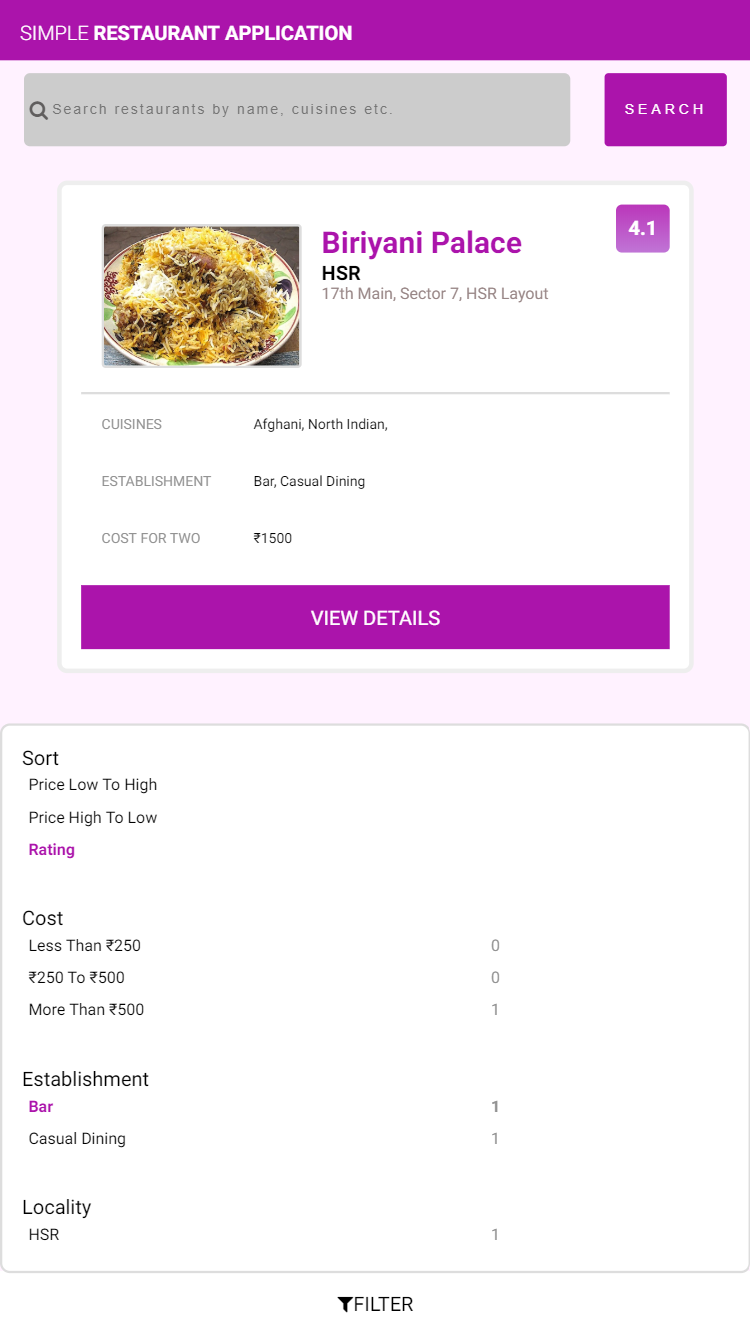 SIMPLE RESTAURANT APPLICATION
Search restaurants by name, cuisines etc.
SEARCH
4.1
Biriyani Palace
HSR
17th Main, Sector 7, HSR Layout
CUISINES Afghani, North Indian,
ESTABLISHMENT Bar, Casual Dining
COST FOR TWO ₹1500
VIEW DETAILS
Sort
Price Low To High
Price High To Low
Rating
Cost
Less Than ₹250 0
₹250 To ₹500 0
More Than ₹500 1
Establishment
Bar 1
Casual Dining 1
Locality
HSR 1
FILTER